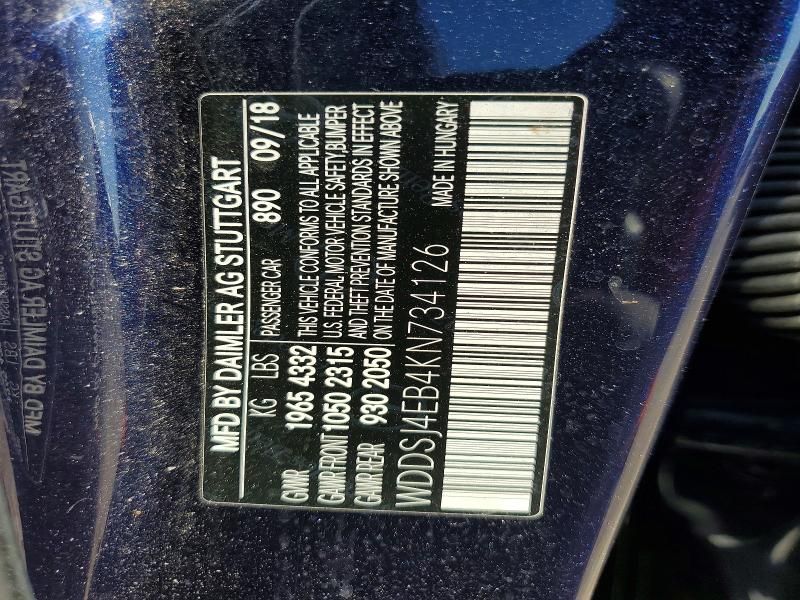 MFD BY DAIMLER AG STUTTGART
KG LBS PASSENGER CAR 890 09/18
GVWR 1965 4332 THIS VEHICLE CONFORMS TO ALL APPLICABLE
GAWR FRONT 1050 2315 U.S. FEDERAL MOTOR VEHICLE SAFETY,BUMPER
GAWR REAR 930 2050 AND THEFT PREVENTION STANDARDS IN EFFECT
ON THE DATE OF MANUFACTURE SHOWN ABOVE
WDDSJ4EB4KN734126 MADE IN HUNGARY